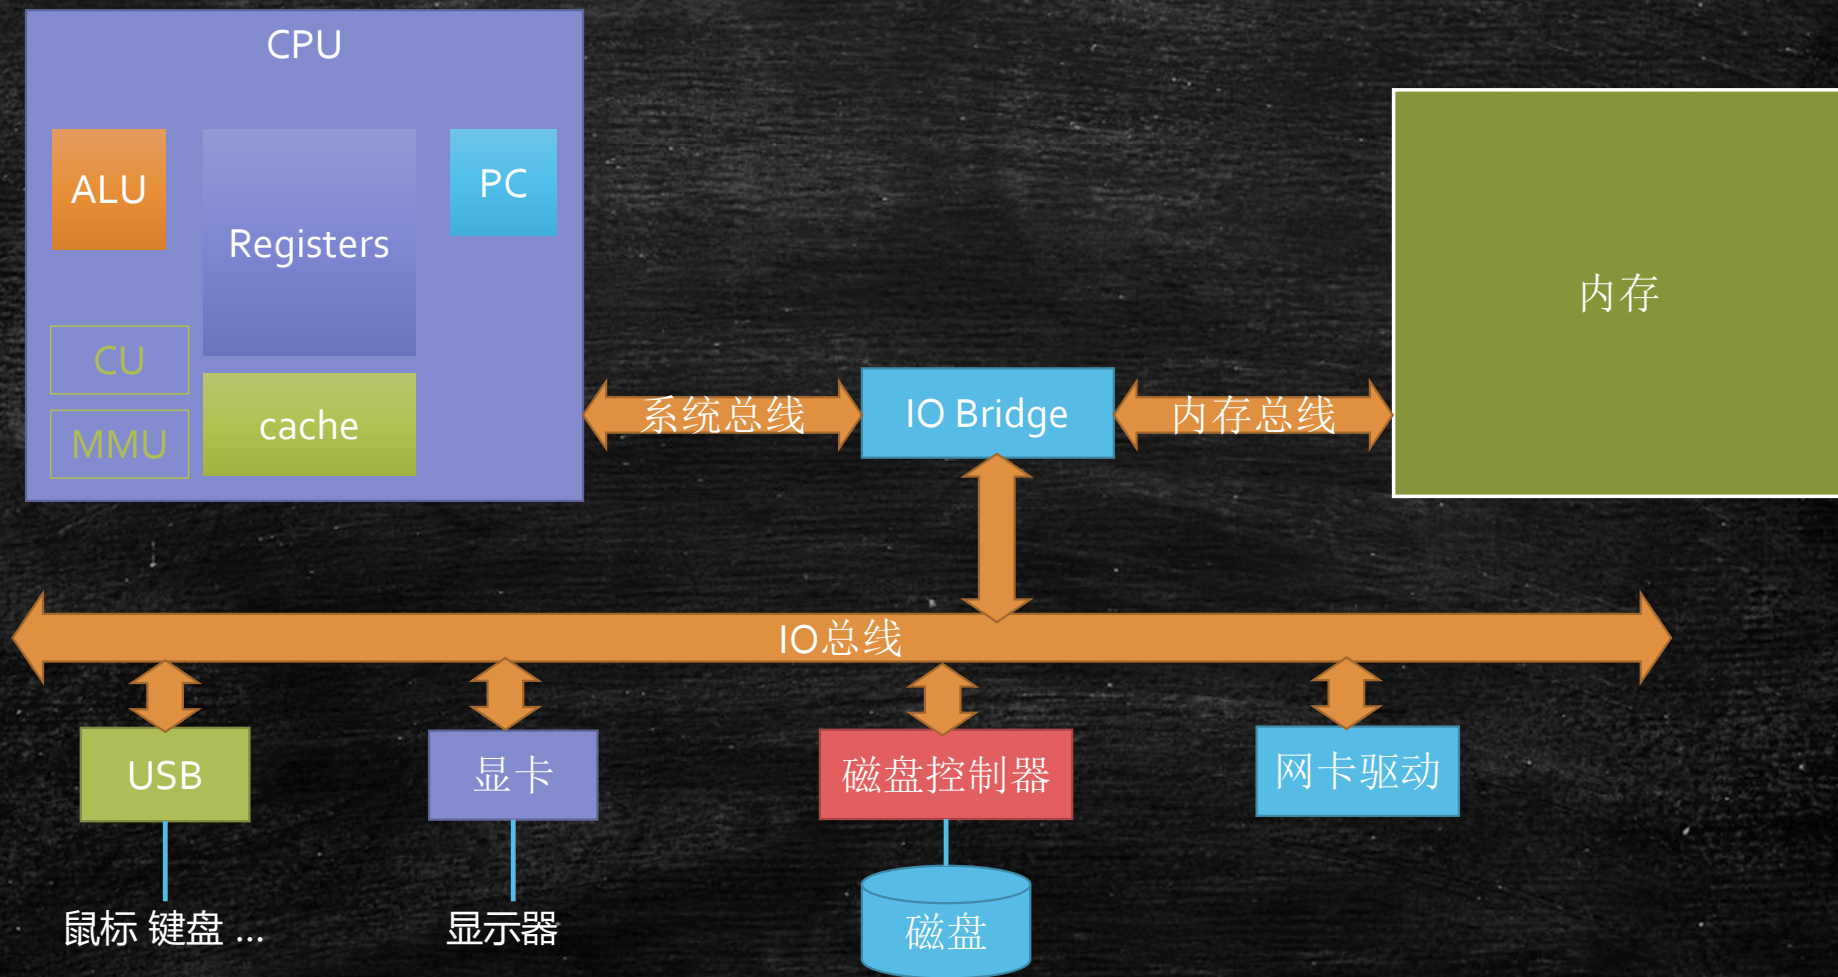 CPU
ALU
Registers
PC
CU
MMU
cache
系统总线
IO Bridge
内存总线
内存
IO总线
USB
显卡
磁盘控制器
网卡驱动
鼠标 键盘 ...
显示器
磁盘